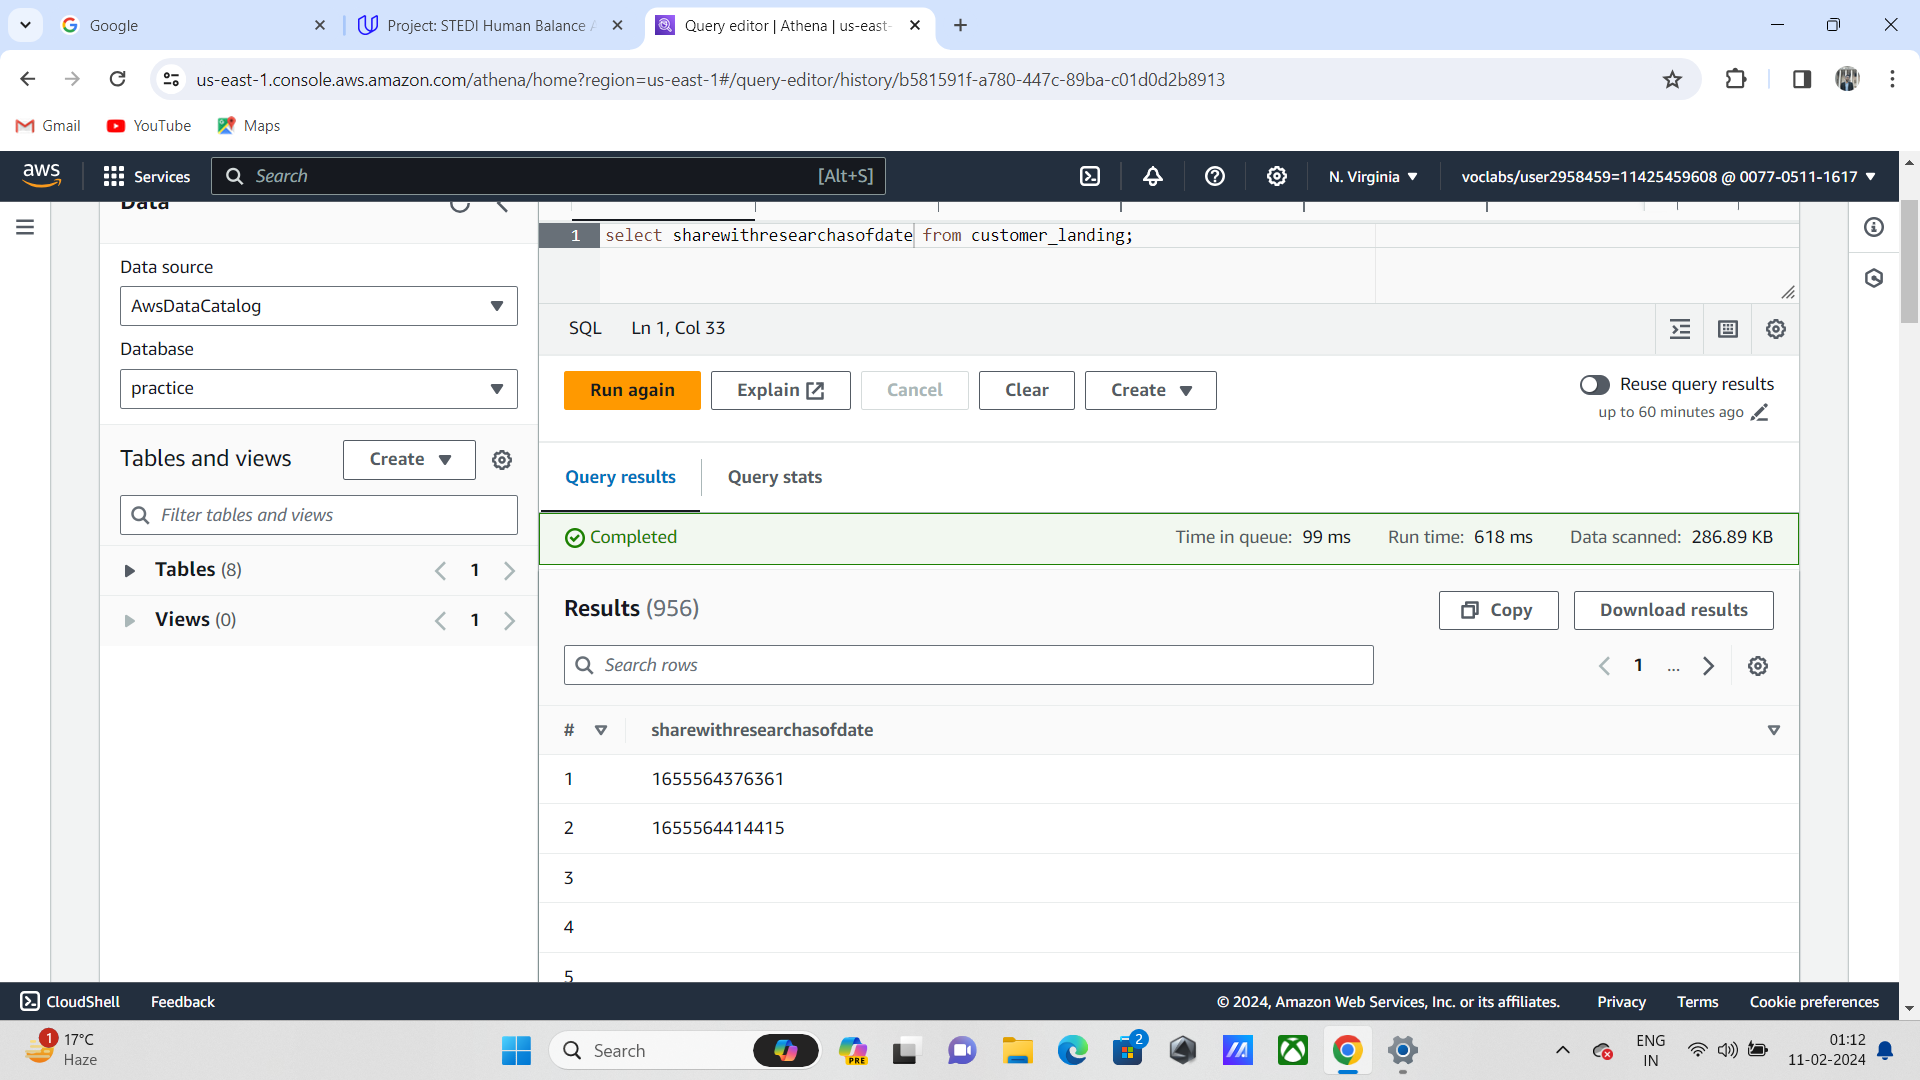 Google
Project: STEDI Human Balance A
Query editor | Athena | us-east-
us-east-1.console.aws.amazon.com/athena/home?region=us-east-1#/query-editor/history/b581591f-a780-447c-89ba-c01d0d2b8913
Gmail
YouTube
Maps
aws
Services
Search
[Alt+S]
N. Virginia
voclabs/user2958459=11425459608 @ 0077-0511-1617
Data
Data source
AwsDataCatalog
Database
practice
Tables and views
Create
Filter tables and views
Tables (8)
1
Views (0)
1
1 select sharewithresearchasofdate from customer_landing;
SQL Ln 1, Col 33
Run again
Explain
Cancel
Clear
Create
Reuse query results
up to 60 minutes ago
Query results
Query stats
Completed
Time in queue: 99 ms
Run time: 618 ms
Data scanned: 286.89 KB
Results (956)
Copy
Download results
Search rows
1 ...
# sharewithresearchasofdate
1 1655564376361
2 1655564414415
3
4
5
CloudShell
Feedback
© 2024, Amazon Web Services, Inc. or its affiliates.
Privacy
Terms
Cookie preferences
1
17°C
Haze
Search
PRE
2
ENG
IN
01:12
11-02-2024